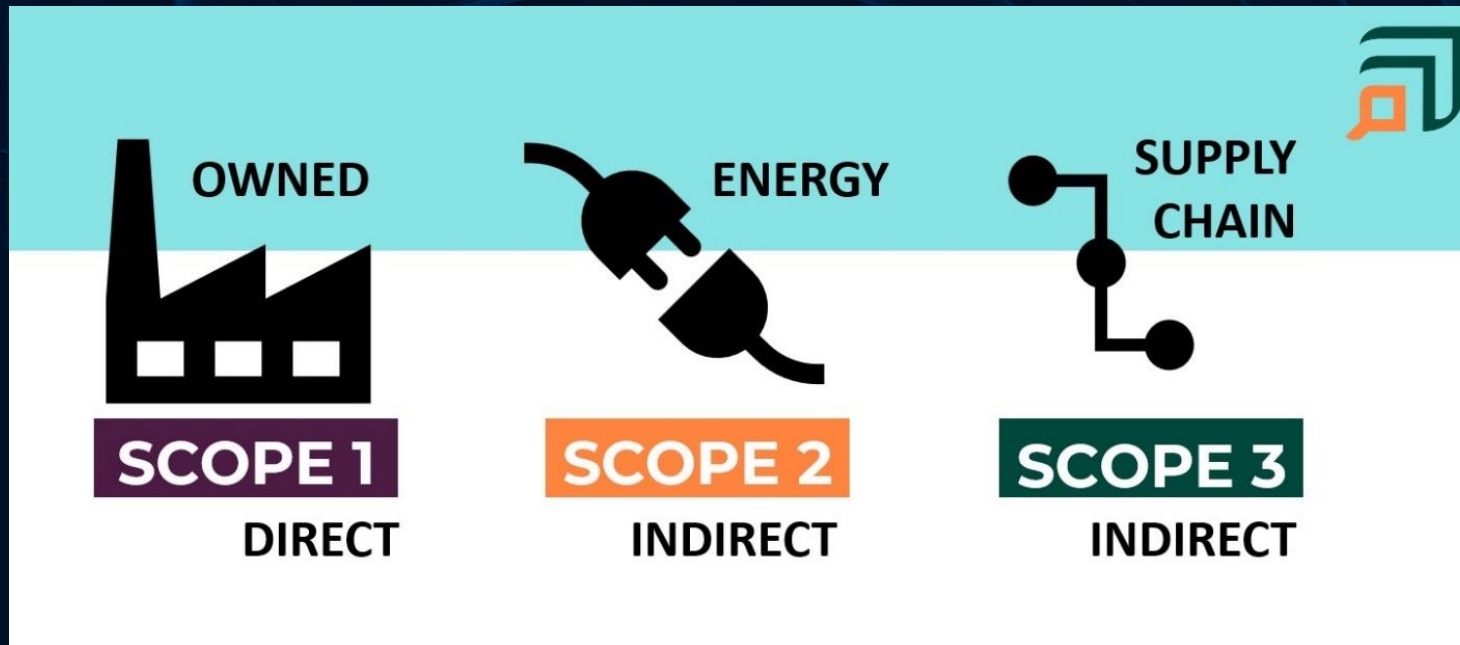 OWNED
SCOPE 1
DIRECT
ENERGY
SCOPE 2
INDIRECT
SUPPLY
CHAIN
SCOPE 3
INDIRECT